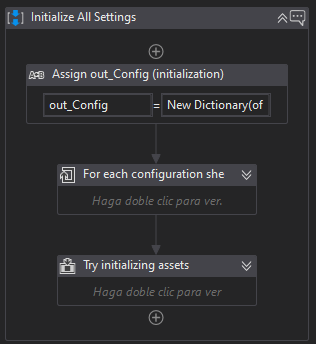 Initialize All Settings
Assign out_Config (initialization)
out_Config = New Dictionary(of
For each configuration she
Haga doble clic para ver.
Try initializing assets
Haga doble clic para ver